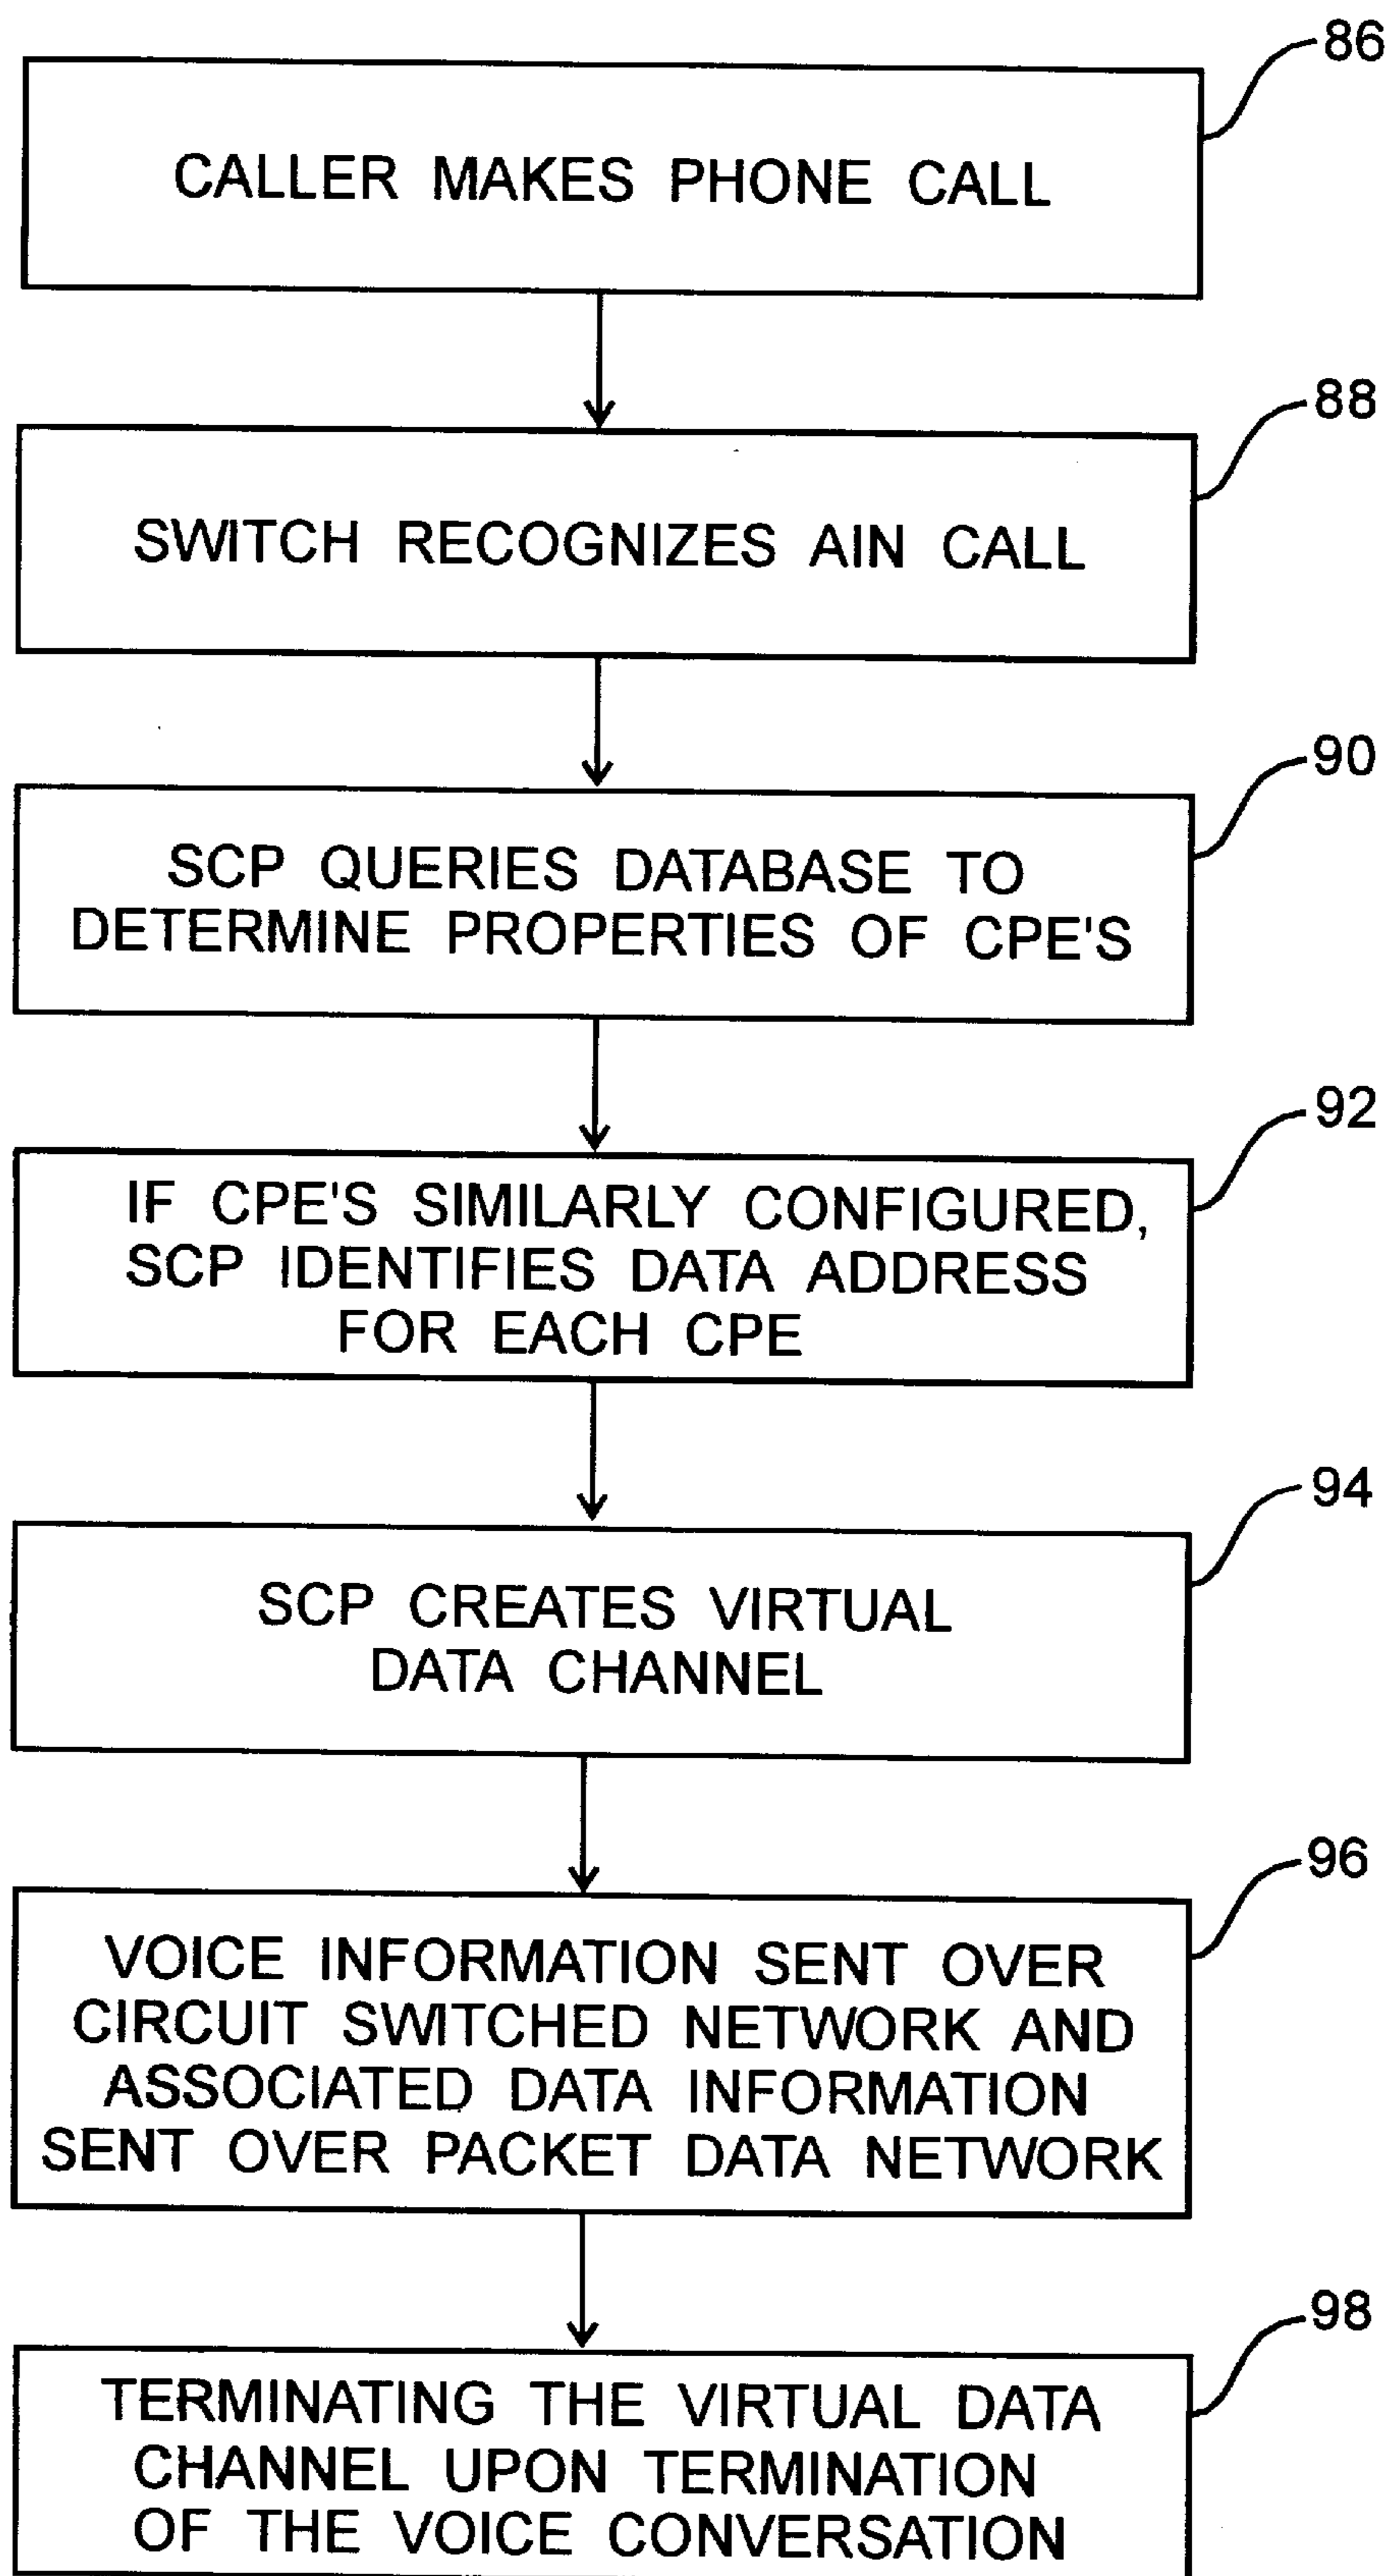 86
CALLER MAKES PHONE CALL
88
SWITCH RECOGNIZES AIN CALL
90
SCP QUERIES DATABASE TO
DETERMINE PROPERTIES OF CPE'S
92
IF CPE'S SIMILARLY CONFIGURED,
SCP IDENTIFIES DATA ADDRESS
FOR EACH CPE
94
SCP CREATES VIRTUAL
DATA CHANNEL
96
VOICE INFORMATION SENT OVER
CIRCUIT SWITCHED NETWORK AND
ASSOCIATED DATA INFORMATION
SENT OVER PACKET DATA NETWORK
98
TERMINATING THE VIRTUAL DATA
CHANNEL UPON TERMINATION
OF THE VOICE CONVERSATION